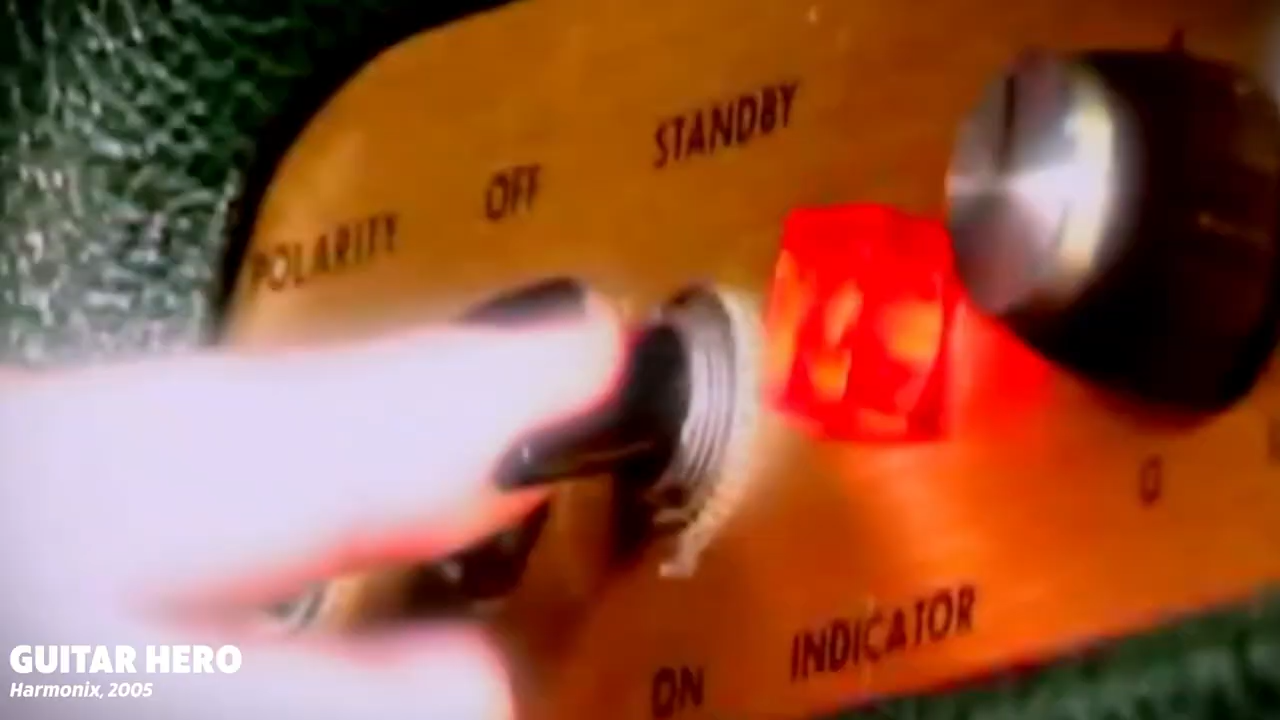 STANDBY
OFF
POLARITY
0
INDICATOR
ON
GUITAR HERO
Harmonix, 2005